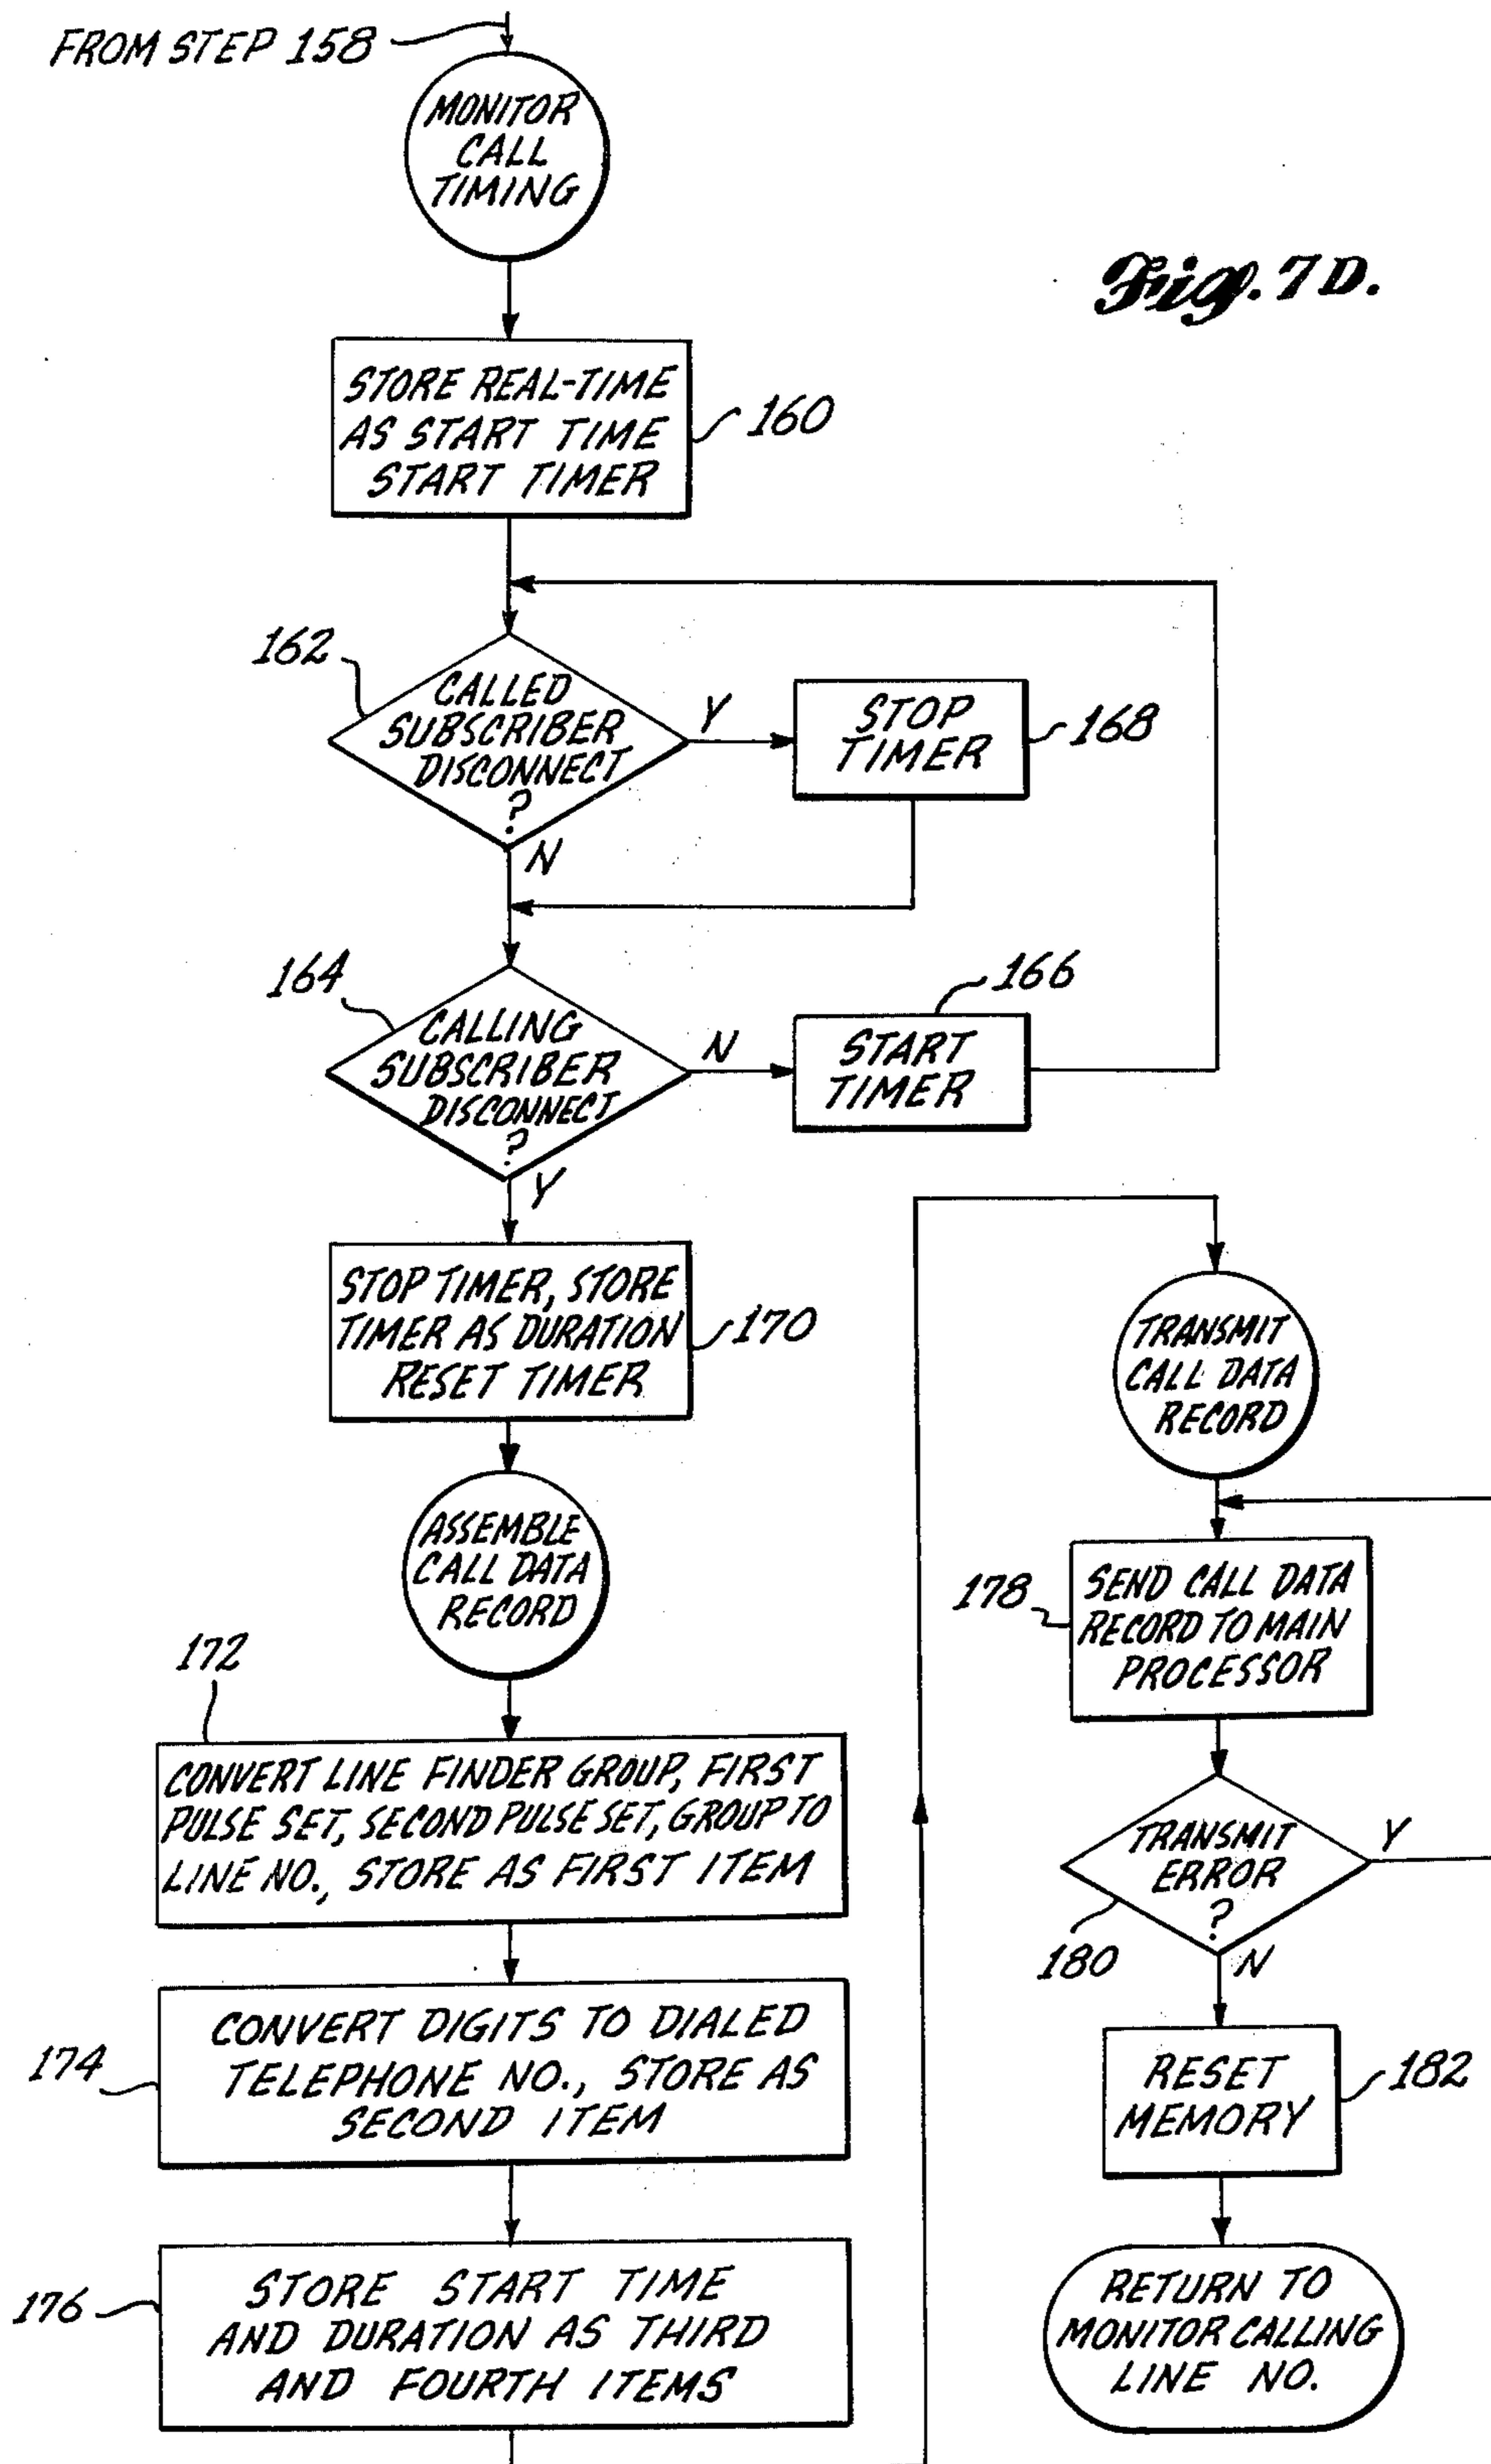 FROM STEP 158
MONITOR
CALL
TIMING
Fig. 7D.
STORE REAL-TIME
AS START TIME
START TIMER
160
162
CALLED
SUBSCRIBER
DISCONNECT
?
Y
N
STOP
TIMER
168
164
CALLING
SUBSCRIBER
DISCONNECT
?
N
Y
166
START
TIMER
STOP TIMER, STORE
TIMER AS DURATION
RESET TIMER
170
ASSEMBLE
CALL DATA
RECORD
172
CONVERT LINE FINDER GROUP, FIRST
PULSE SET, SECOND PULSE SET, GROUP TO
LINE NO., STORE AS FIRST ITEM
174
CONVERT DIGITS TO DIALED
TELEPHONE NO., STORE AS
SECOND ITEM
176
STORE START TIME
AND DURATION AS THIRD
AND FOURTH ITEMS
TRANSMIT
CALL DATA
RECORD
178
SEND CALL DATA
RECORD TO MAIN
PROCESSOR
TRANSMIT
ERROR
?
Y
180
N
RESET
MEMORY
182
RETURN TO
MONITOR CALLING
LINE NO.